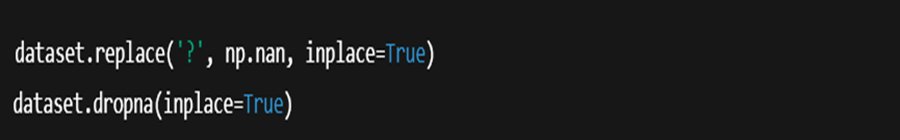 dataset.replace('?', np.nan, inplace=True)
dataset.dropna(inplace=True)